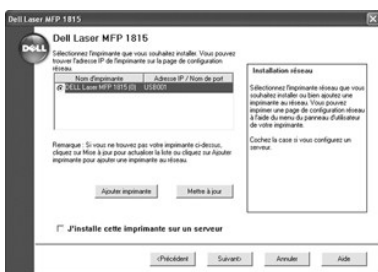 Dell Laser MFP 1815
DELL
Dell Laser MFP 1815
Sélectionnez l'imprimante que vous souhaitez installer. Vous pouvez
trouver l'adresse IP de l'imprimante sur la page de configuration
réseau.
Nom d'imprimante Adresse IP / Nom de port
DELL Laser MFP 1815 (0) USB001
Remarque : Si vous ne trouvez pas votre imprimante ci-dessus,
cliquez sur Mise à jour pour actualiser la liste ou cliquez sur Ajouter
imprimante pour ajouter une imprimante au réseau.
Ajouter imprimante Mettre à jour
Installation réseau
Sélectionnez l'imprimante réseau que vous
souhaitez installer ou bien ajoutez une
imprimante au réseau. Vous pouvez
imprimer une page de configuration réseau
à l'aide du menu du panneau d'utilisateur
de votre imprimante.
Cochez la case si vous configurez un
serveur.
J'installe cette imprimante sur un serveur
<Précédent Suivant> Annuler Aide